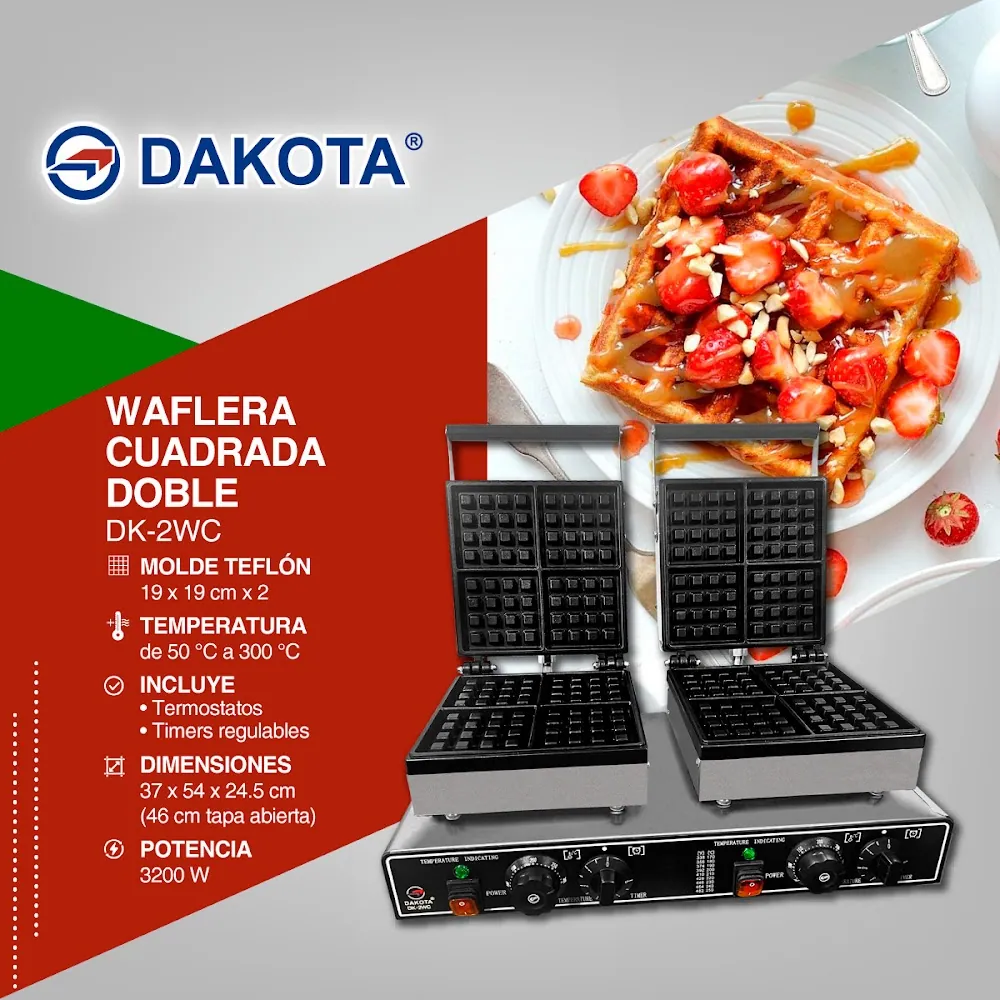 DAKOTA®
WAFLERA
CUADRADA
DOBLE
DK-2WC
MOLDE TEFLÓN
19 x 19 cm x 2
TEMPERATURA
de 50 °C a 300 °C
INCLUYE
• Termostatos
• Timers regulables
DIMENSIONES
37 x 54 x 24.5 cm
(46 cm tapa abierta)
POTENCIA
3200 W
TEMPERATURE INDICATING
POWER
TEMPERATURE
TIMER
DAKOTA
DK-2WC
TEMPERATURE INDICATING
POWER